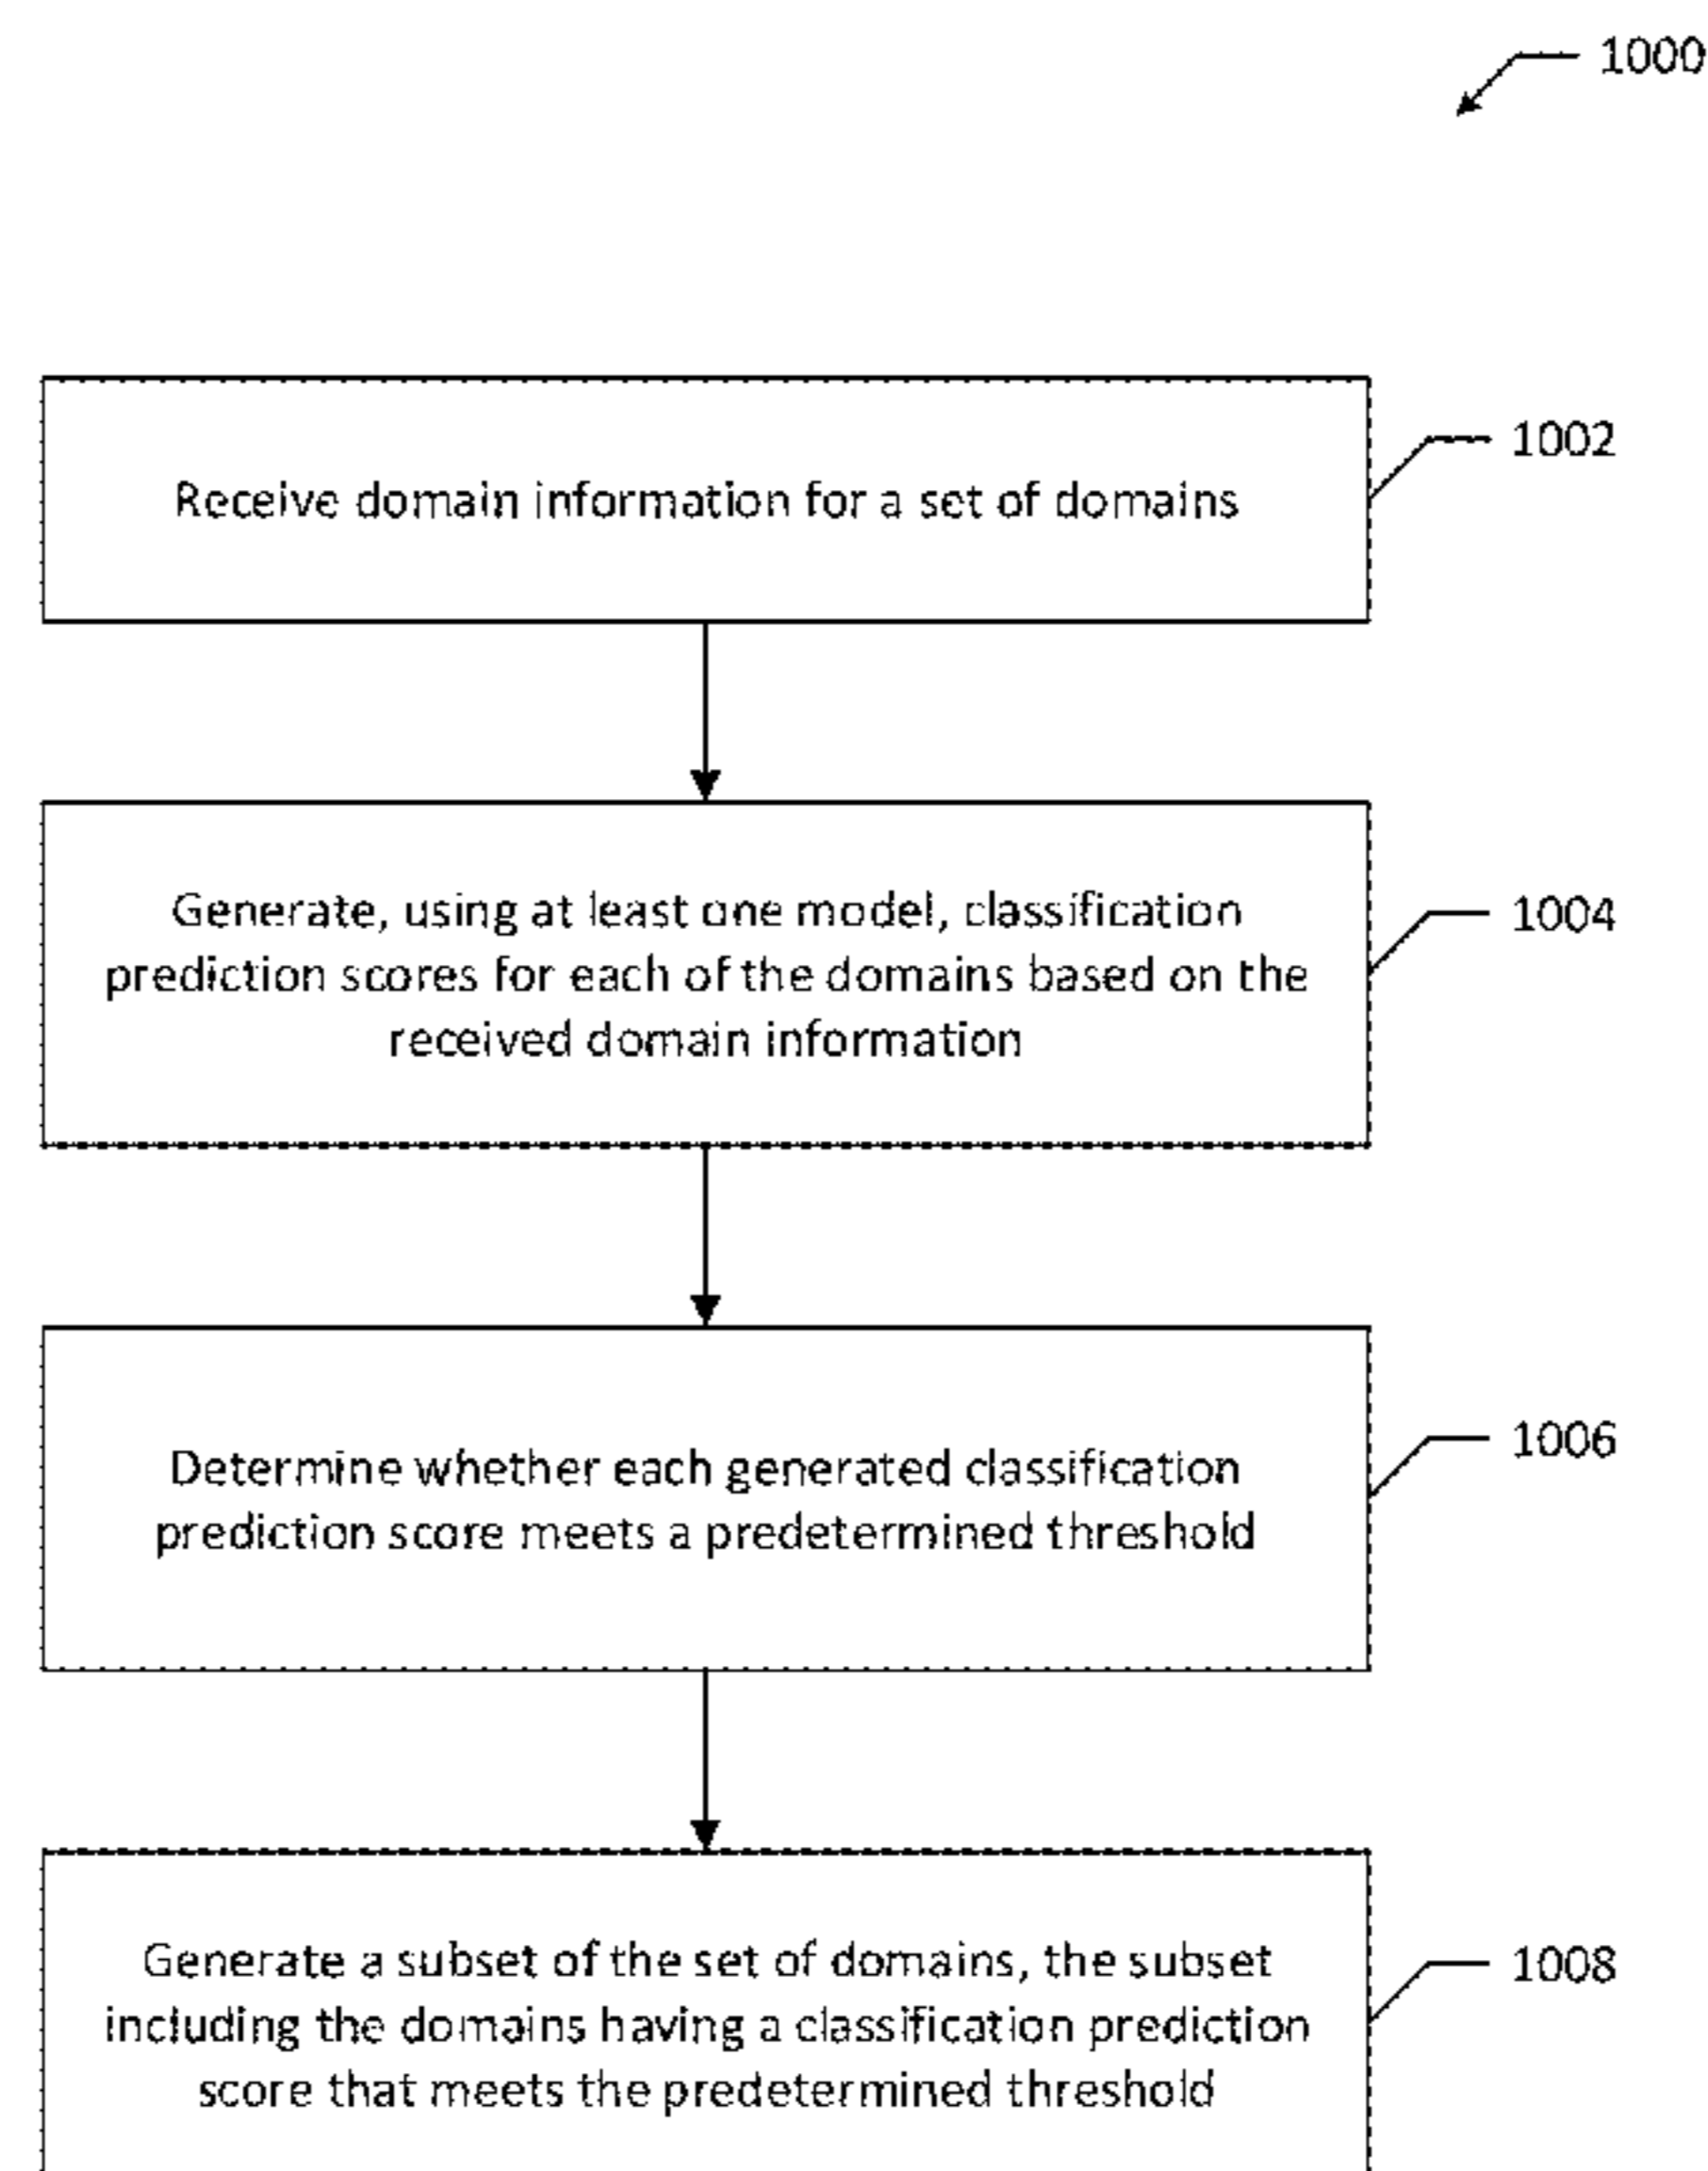 1000
Receive domain information for a set of domains
1002
Generate, using at least one model, classification
prediction scores for each of the domains based on the
received domain information
1004
Determine whether each generated classification
prediction score meets a predetermined threshold
1006
Generate a subset of the set of domains, the subset
including the domains having a classification prediction
score that meets the predetermined threshold
1008